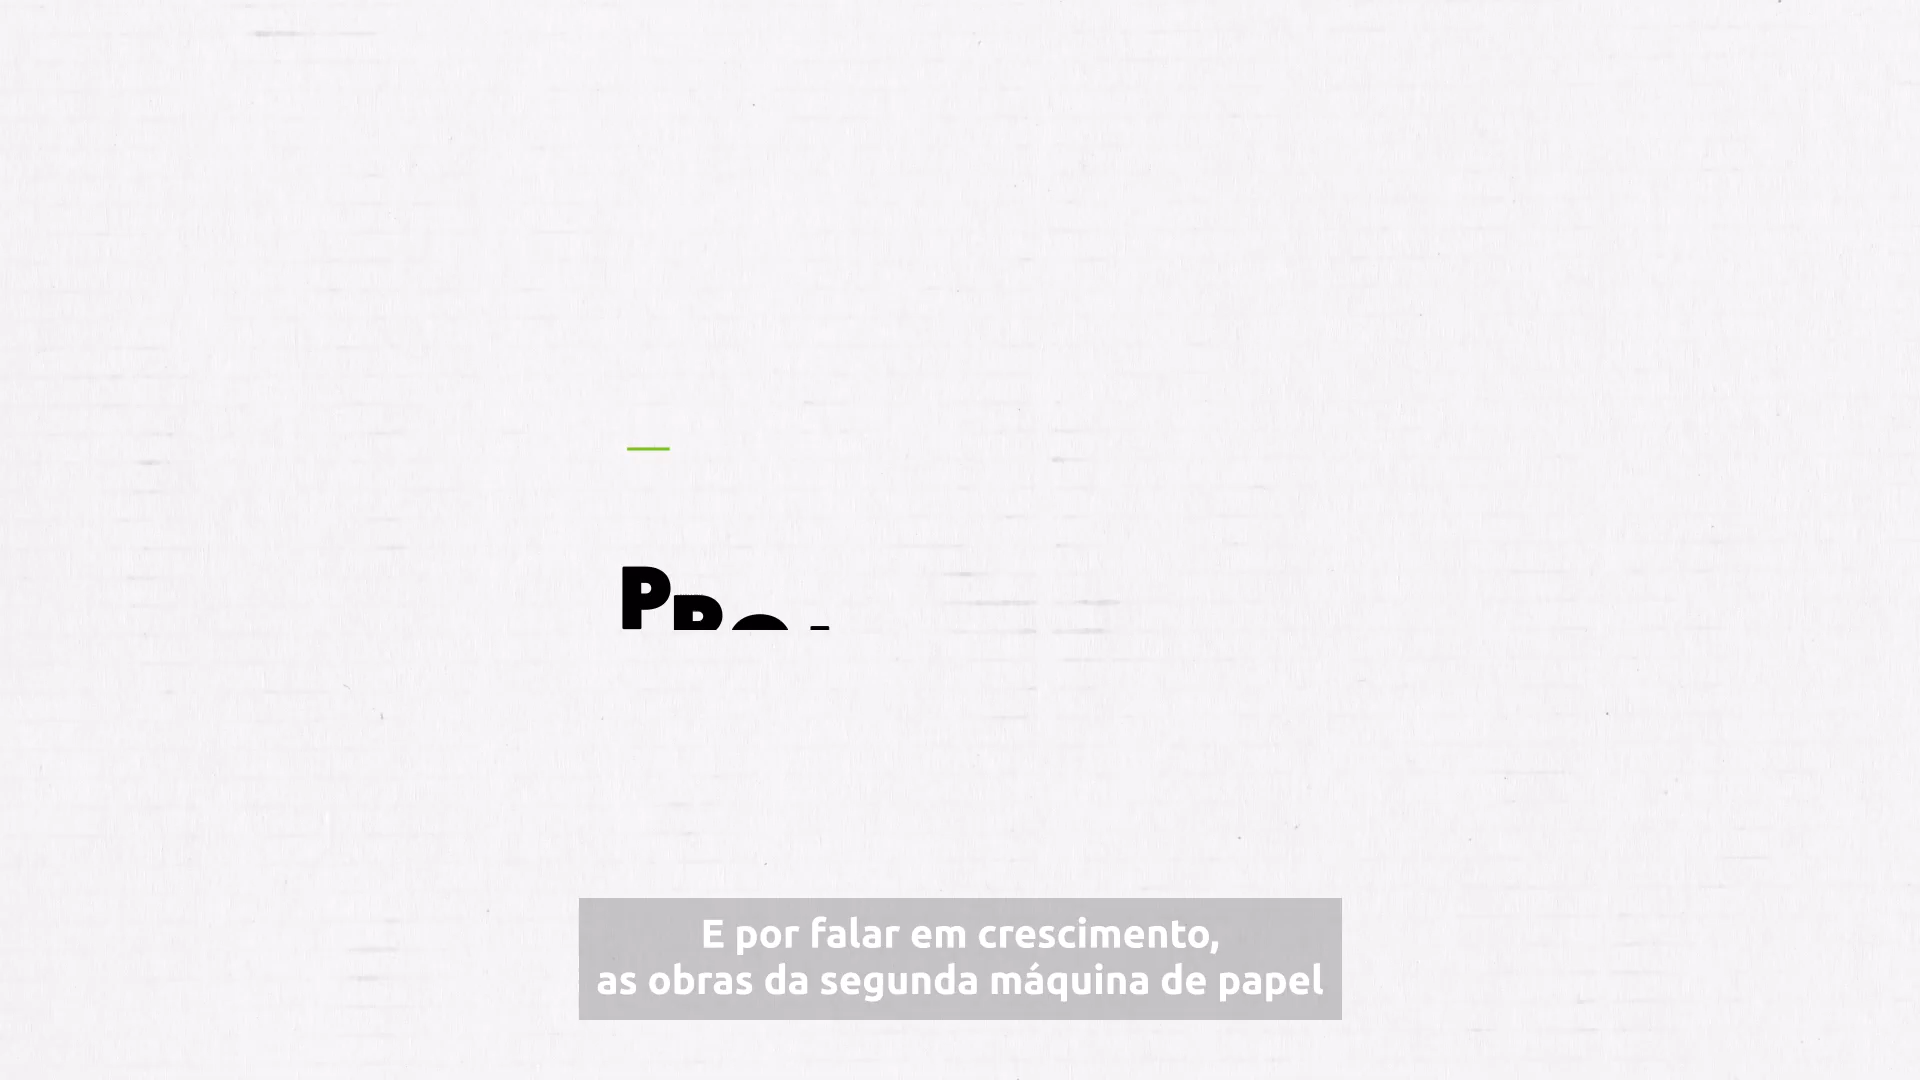 E por falar em crescimento,
as obras da segunda máquina de papel